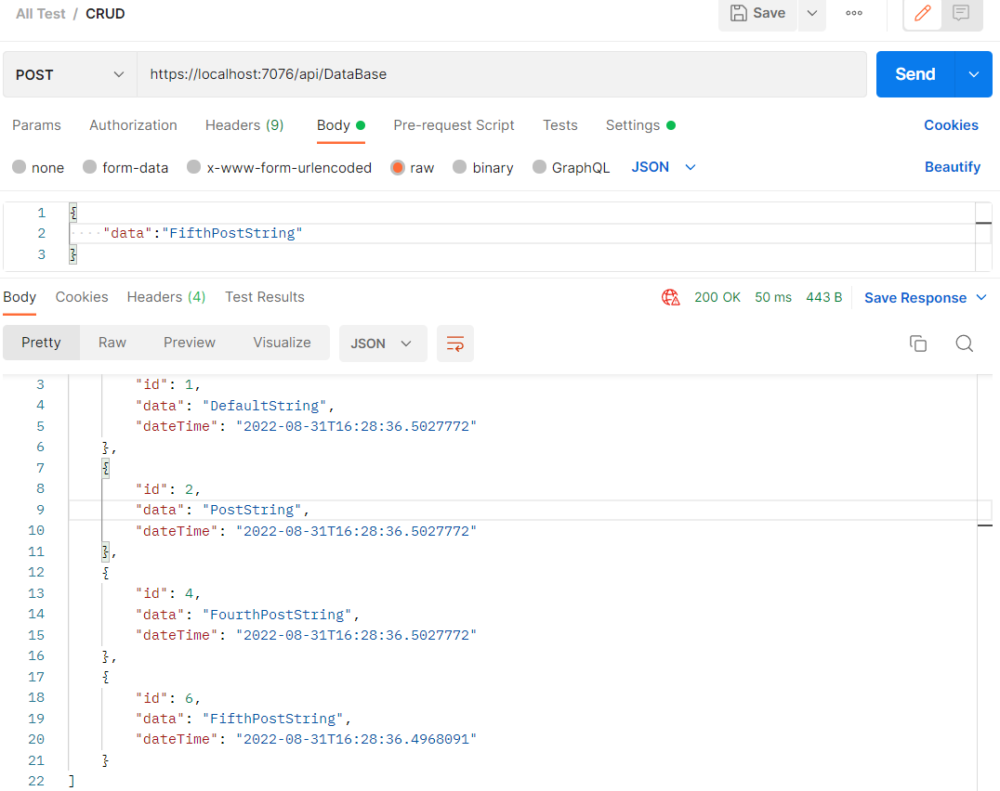 All Test / CRUD Save
POST https://localhost:7076/api/DataBase Send
Params Authorization Headers (9) Body Pre-request Script Tests Settings Cookies
none form-data x-www-form-urlencoded raw binary GraphQL JSON Beautify
1 {
2 "data":"FifthPostString"
3 }
Body Cookies Headers (4) Test Results 200 OK 50 ms 443 B Save Response
Pretty Raw Preview Visualize JSON
3 "id": 1,
4 "data": "DefaultString",
5 "dateTime": "2022-08-31T16:28:36.5027772"
6 },
7 {
8 "id": 2,
9 "data": "PostString",
10 "dateTime": "2022-08-31T16:28:36.5027772"
11 },
12 {
13 "id": 4,
14 "data": "FourthPostString",
15 "dateTime": "2022-08-31T16:28:36.5027772"
16 },
17 {
18 "id": 6,
19 "data": "FifthPostString",
20 "dateTime": "2022-08-31T16:28:36.4968091"
21 }
22 ]